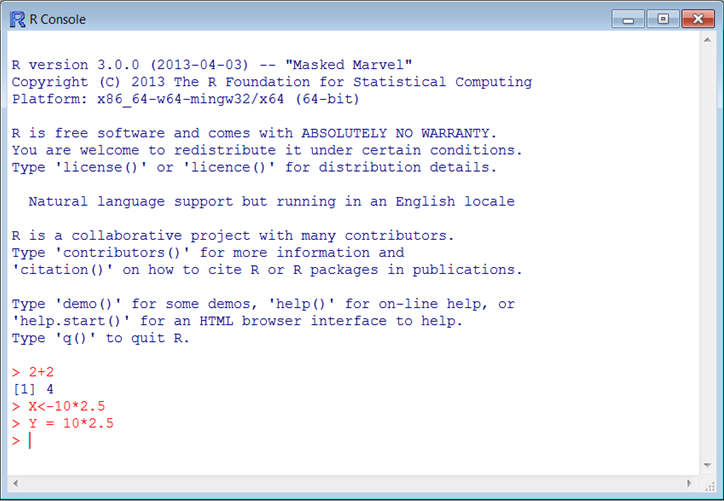 R Console
R version 3.0.0 (2013-04-03) -- "Masked Marvel"
Copyright (C) 2013 The R Foundation for Statistical Computing
Platform: x86_64-w64-mingw32/x64 (64-bit)
R is free software and comes with ABSOLUTELY NO WARRANTY.
You are welcome to redistribute it under certain conditions.
Type 'license()' or 'licence()' for distribution details.
Natural language support but running in an English locale
R is a collaborative project with many contributors.
Type 'contributors()' for more information and
'citation()' on how to cite R or R packages in publications.
Type 'demo()' for some demos, 'help()' for on-line help, or
'help.start()' for an HTML browser interface to help.
Type 'q()' to quit R.
> 2+2
[1] 4
> X<-10*2.5
> Y = 10*2.5
>